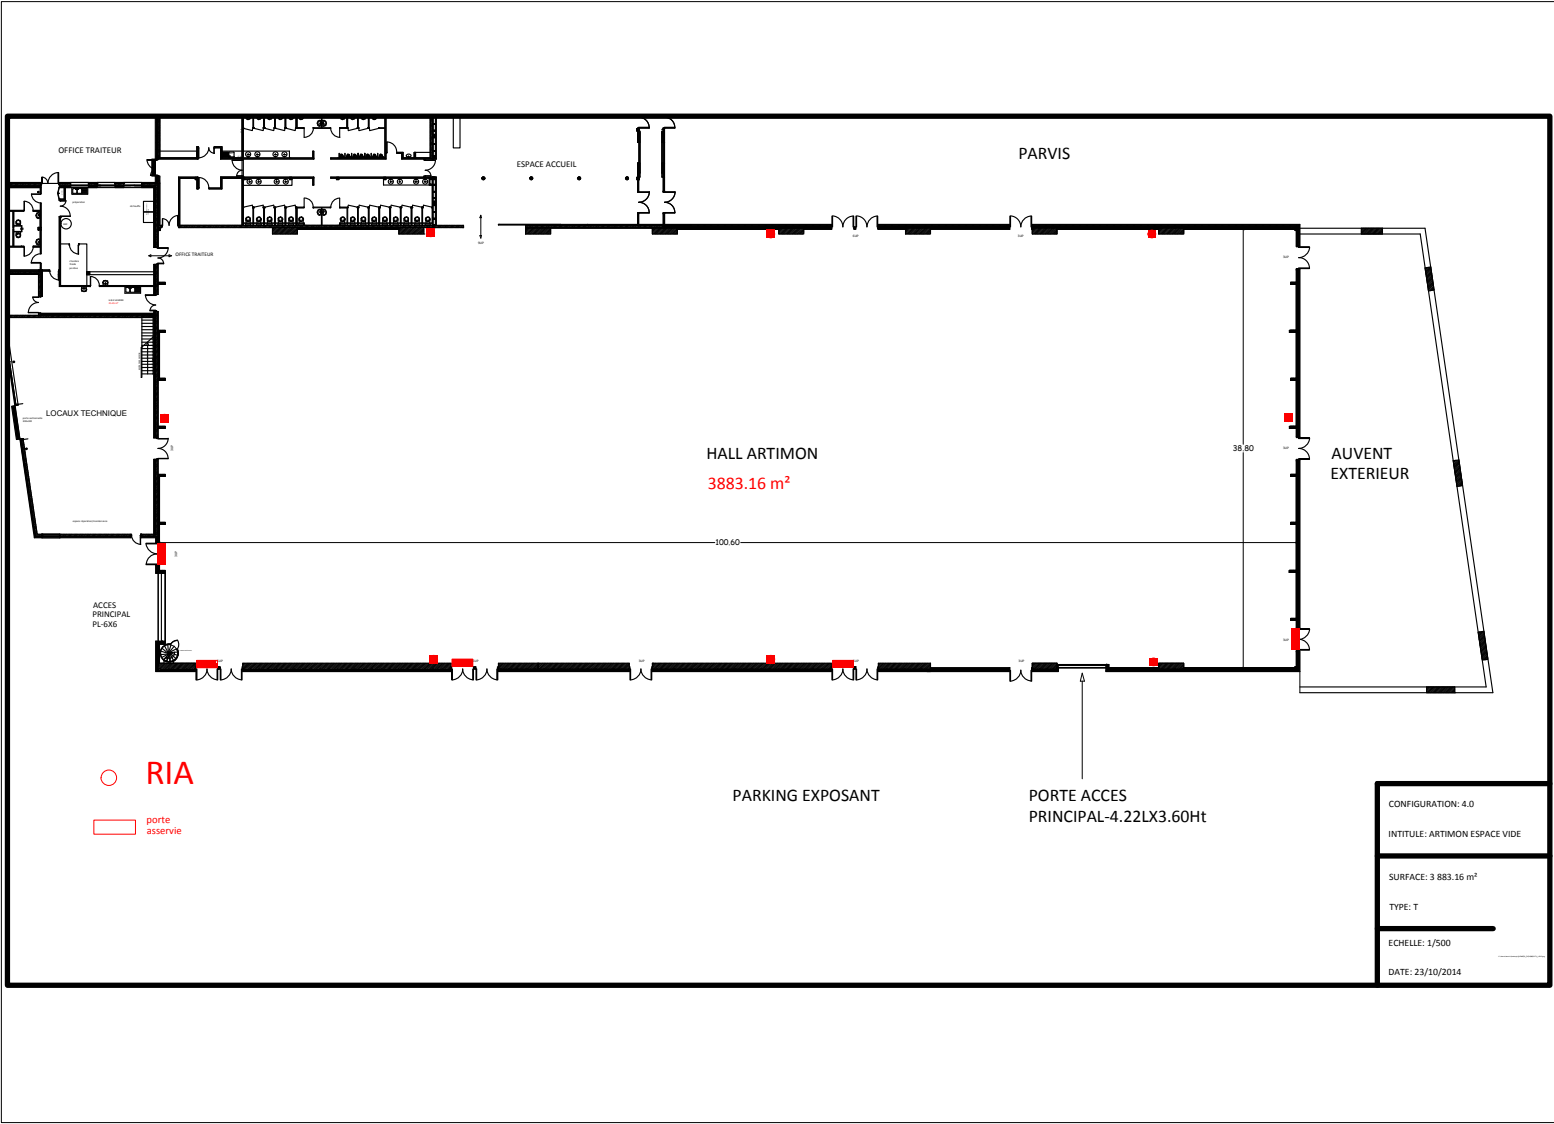 OFFICE TRAITEUR
ESPACE ACCUEIL
PARVIS
OFFICE TRAITEUR
LOCAUX TECHNIQUE
HALL ARTIMON
3883.16 m²
38.80
AUVENT
EXTERIEUR
100.60
ACCES
PRINCIPAL
PL-6X6
RIA
porte
asservie
PARKING EXPOSANT
PORTE ACCES
PRINCIPAL-4.22LX3.60Ht
CONFIGURATION: 4.0
INTITULE: ARTIMON ESPACE VIDE
SURFACE: 3 883.16 m²
TYPE: T
ECHELLE: 1/500
DATE: 23/10/2014